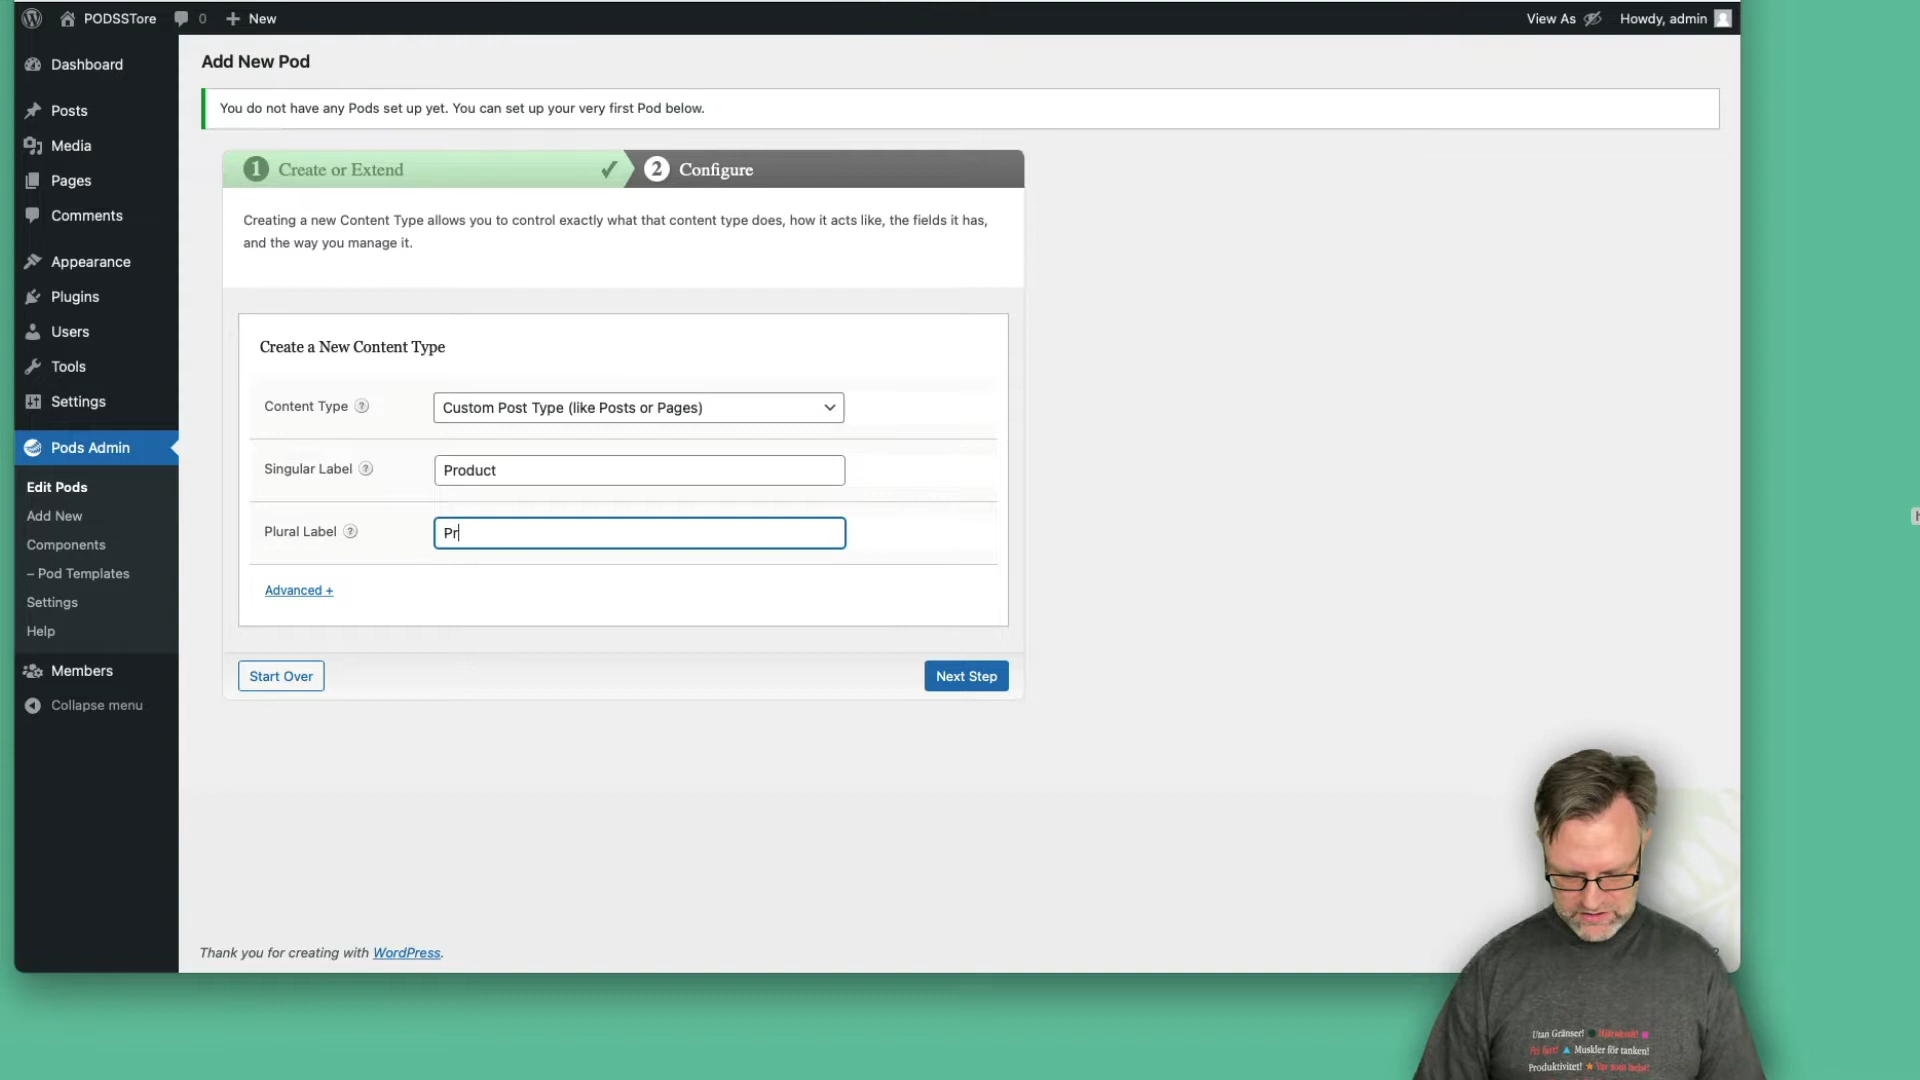 PODSSTore
0
New
View As
Howdy, admin
Dashboard
Posts
Media
Pages
Comments
Appearance
Plugins
Users
Tools
Settings
Pods Admin
Edit Pods
Add New
Components
– Pod Templates
Settings
Help
Members
Collapse menu
Add New Pod
You do not have any Pods set up yet. You can set up your very first Pod below.
1 Create or Extend
2 Configure
Creating a new Content Type allows you to control exactly what that content type does, how it acts like, the fields it has,
and the way you manage it.
Create a New Content Type
Content Type ? Custom Post Type (like Posts or Pages)
Singular Label ? Product
Plural Label ? Pr
Advanced +
Start Over
Next Step
Thank you for creating with WordPress.
Utan Gränser!
Muskler för tanken!
Produktivitet! Var som helst!